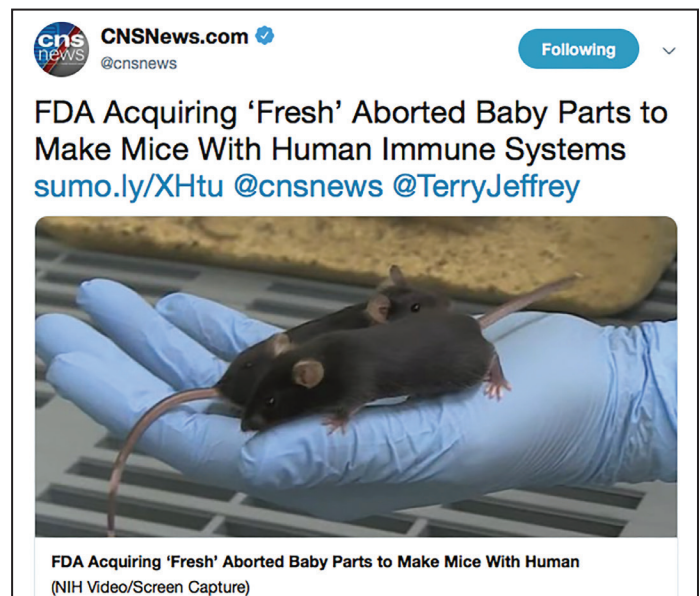 cns
news
CNSNews.com
@cnsnews
Following
FDA Acquiring ‘Fresh’ Aborted Baby Parts to
Make Mice With Human Immune Systems
sumo.ly/XHtu @cnsnews @TerryJeffrey
FDA Acquiring ‘Fresh’ Aborted Baby Parts to Make Mice With Human
(NIH Video/Screen Capture)